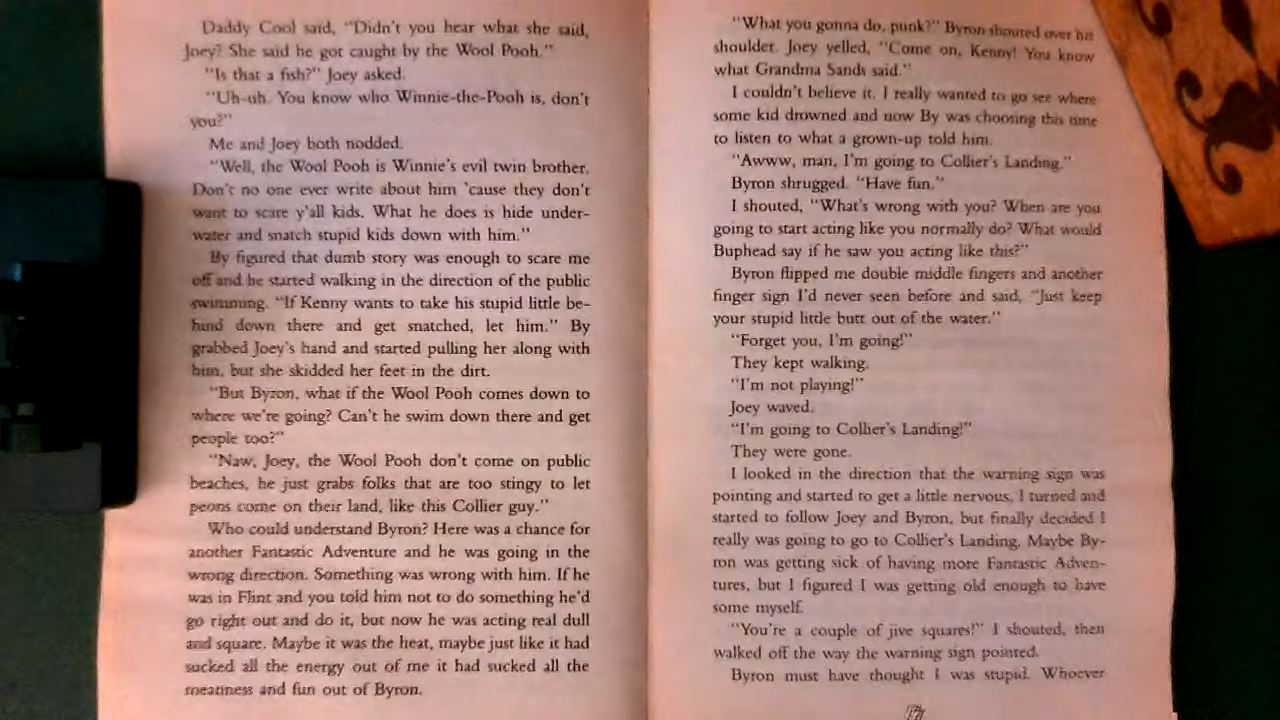 Daddy Cool said, “Didn't you hear what she said,
Joey? She said he got caught by the Wool Pooh.”
“Is that a fish?” Joey asked.
“Uh-uh. You know who Winnie-the-Pooh is, don't
you?”
Me and Joey both nodded.
“Well, the Wool Pooh is Winnie's evil twin brother.
Don't no one ever write about him 'cause they don't
want to scare y'all kids. What he does is hide under-
water and snatch stupid kids down with him.”
By figured that dumb story was enough to scare me
off and he started walking in the direction of the public
swimming. “If Kenny wants to take his stupid little be-
hind down there and get snatched, let him.” By
grabbed Joey's hand and started pulling her along with
him, but she skidded her feet in the dirt.
“But Byron, what if the Wool Pooh comes down to
where we're going? Can't he swim down there and get
people too?”
“Naw, Joey, the Wool Pooh don't come on public
beaches, he just grabs folks that are too stingy to let
peons come on their land, like this Collier guy.”
Who could understand Byron? Here was a chance for
another Fantastic Adventure and he was going in the
wrong direction. Something was wrong with him. If he
was in Flint and you told him not to do something he'd
go right out and do it, but now he was acting real dull
and square. Maybe it was the heat, maybe just like it had
sucked all the energy out of me it had sucked all the
meanness and fun out of Byron.
“What you gonna do, punk?” Byron shouted over his
shoulder. Joey yelled, “Come on, Kenny! You know
what Grandma Sands said.”
I couldn't believe it. I really wanted to go see where
some kid drowned and now By was choosing this time
to listen to what a grown-up told him.
“Awww, man, I'm going to Collier's Landing.”
Byron shrugged. “Have fun.”
I shouted, “What's wrong with you? When are you
going to start acting like you normally do? What would
Buphead say if he saw you acting like this?”
Byron flipped me double middle fingers and another
finger sign I'd never seen before and said, “Just keep
your stupid little butt out of the water.”
“Forget you, I'm going!”
They kept walking.
“I'm not playing!”
Joey waved.
“I'm going to Collier's Landing!”
They were gone.
I looked in the direction that the warning sign was
pointing and started to get a little nervous. I turned and
started to follow Joey and Byron, but finally decided I
really was going to go to Collier's Landing. Maybe By-
ron was getting sick of having more Fantastic Adven-
tures, but I figured I was getting old enough to have
some myself.
“You're a couple of jive squares!” I shouted, then
walked off the way the warning sign pointed.
Byron must have thought I was stupid. Whoever